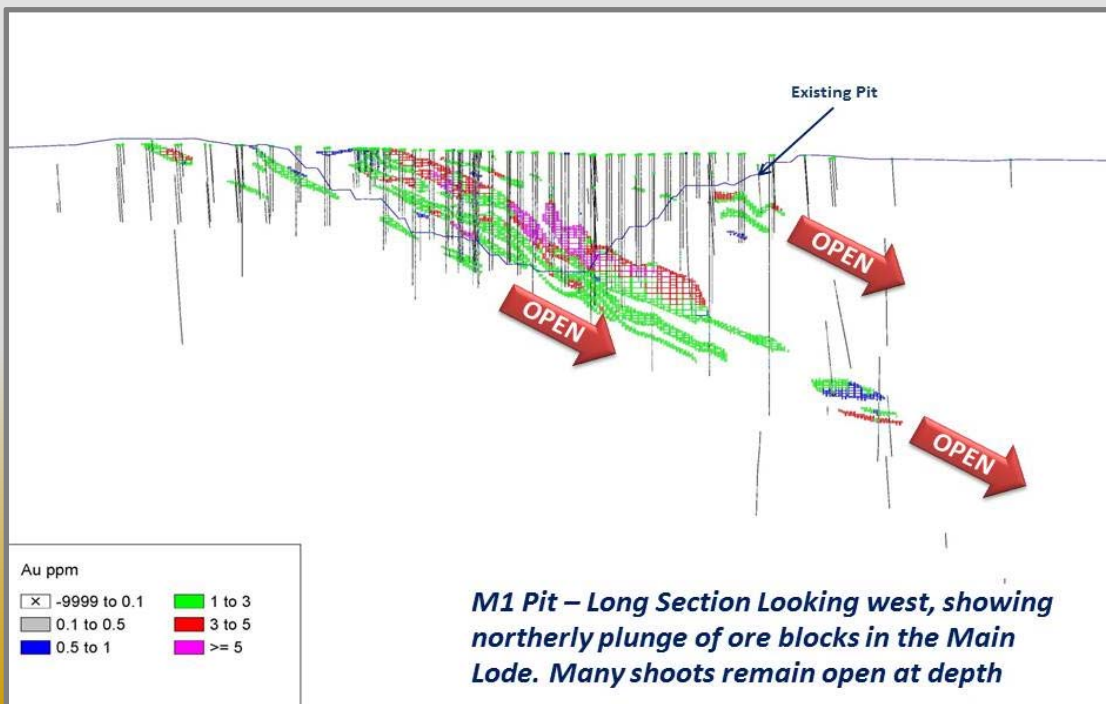 Existing Pit
OPEN
OPEN
OPEN
Au ppm
-9999 to 0.1
0.1 to 0.5
0.5 to 1
1 to 3
3 to 5
>= 5
M1 Pit – Long Section Looking west, showing
northerly plunge of ore blocks in the Main
Lode. Many shoots remain open at depth